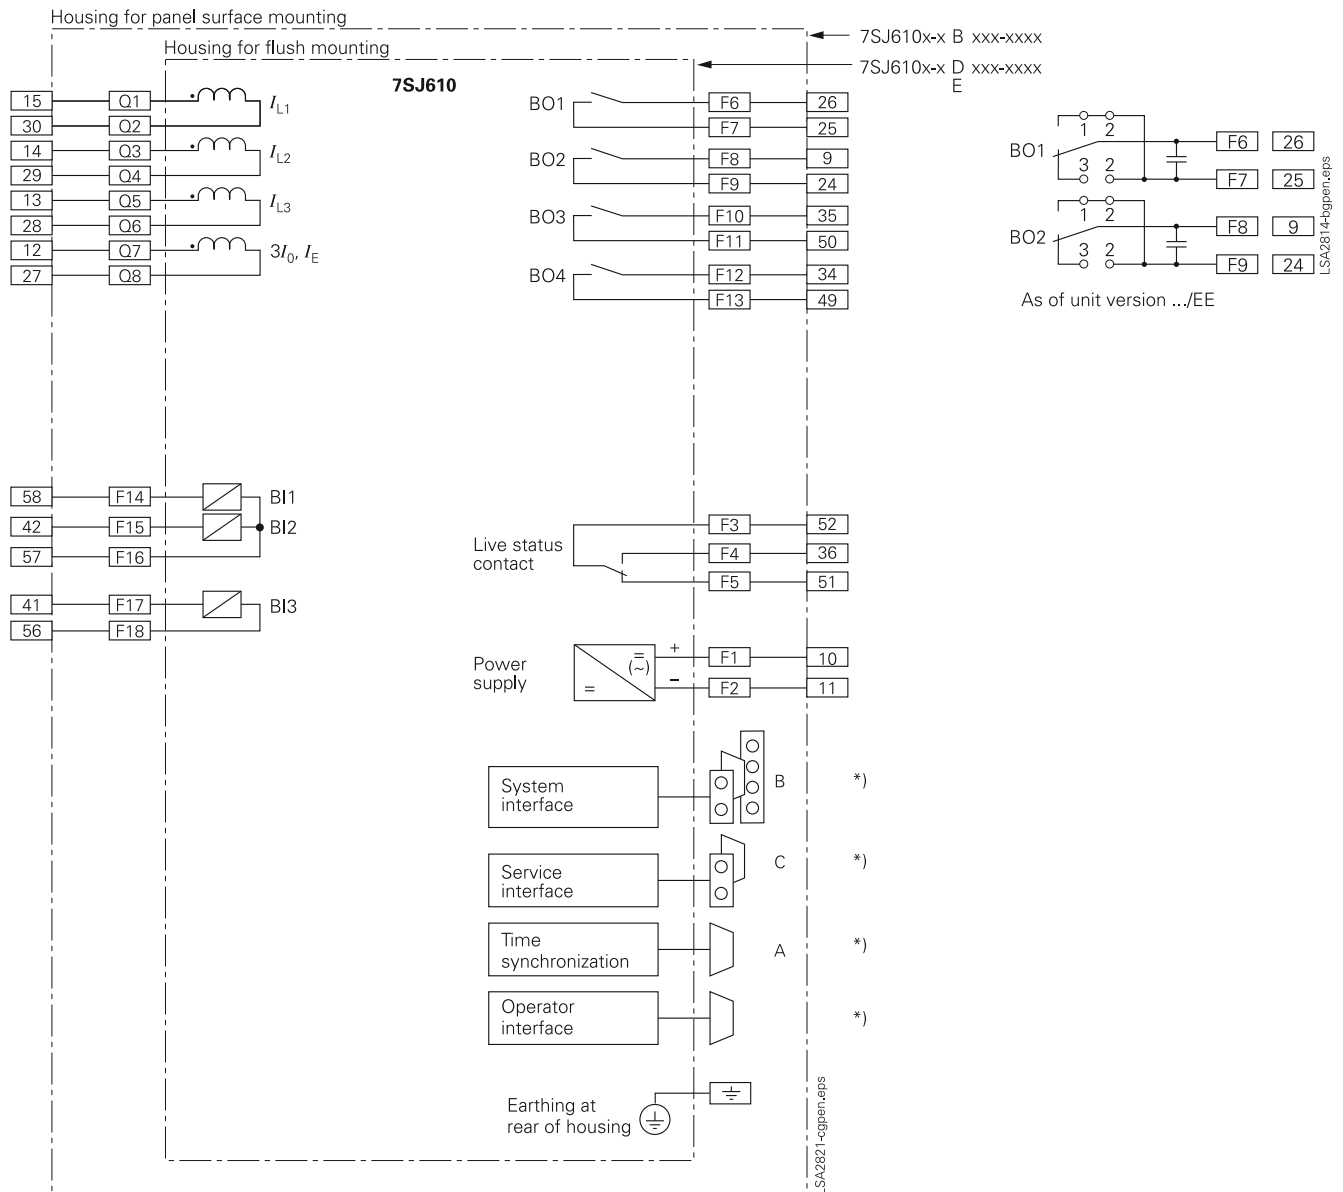 Housing for panel surface mounting
7SJ610x-x B xxx-xxxx
Housing for flush mounting
7SJ610x-x D xxx-xxxx
E
7SJ610
15 Q1 I_L1
30 Q2
14 Q3 I_L2
29 Q4
13 Q5 I_L3
28 Q6
12 Q7 3I_0, I_E
27 Q8
BO1 F6 26
F7 25
BO2 F8 9
F9 24
BO3 F10 35
F11 50
BO4 F12 34
F13 49
1 2
BO1 F6 26
3 2
F7 25
1 2
BO2 F8 9
3 2
F9 24
As of unit version .../EE
LSA2814-bgpen.eps
58 F14 BI1
42 F15 BI2
57 F16
41 F17 BI3
56 F18
Live status
contact
F3 52
F4 36
F5 51
Power
supply
= (~) =
+ F1 10
– F2 11
System
interface
B *)
Service
interface
C *)
Time
synchronization
A *)
Operator
interface
*)
Earthing at
rear of housing
LSA2821-cgpen.eps